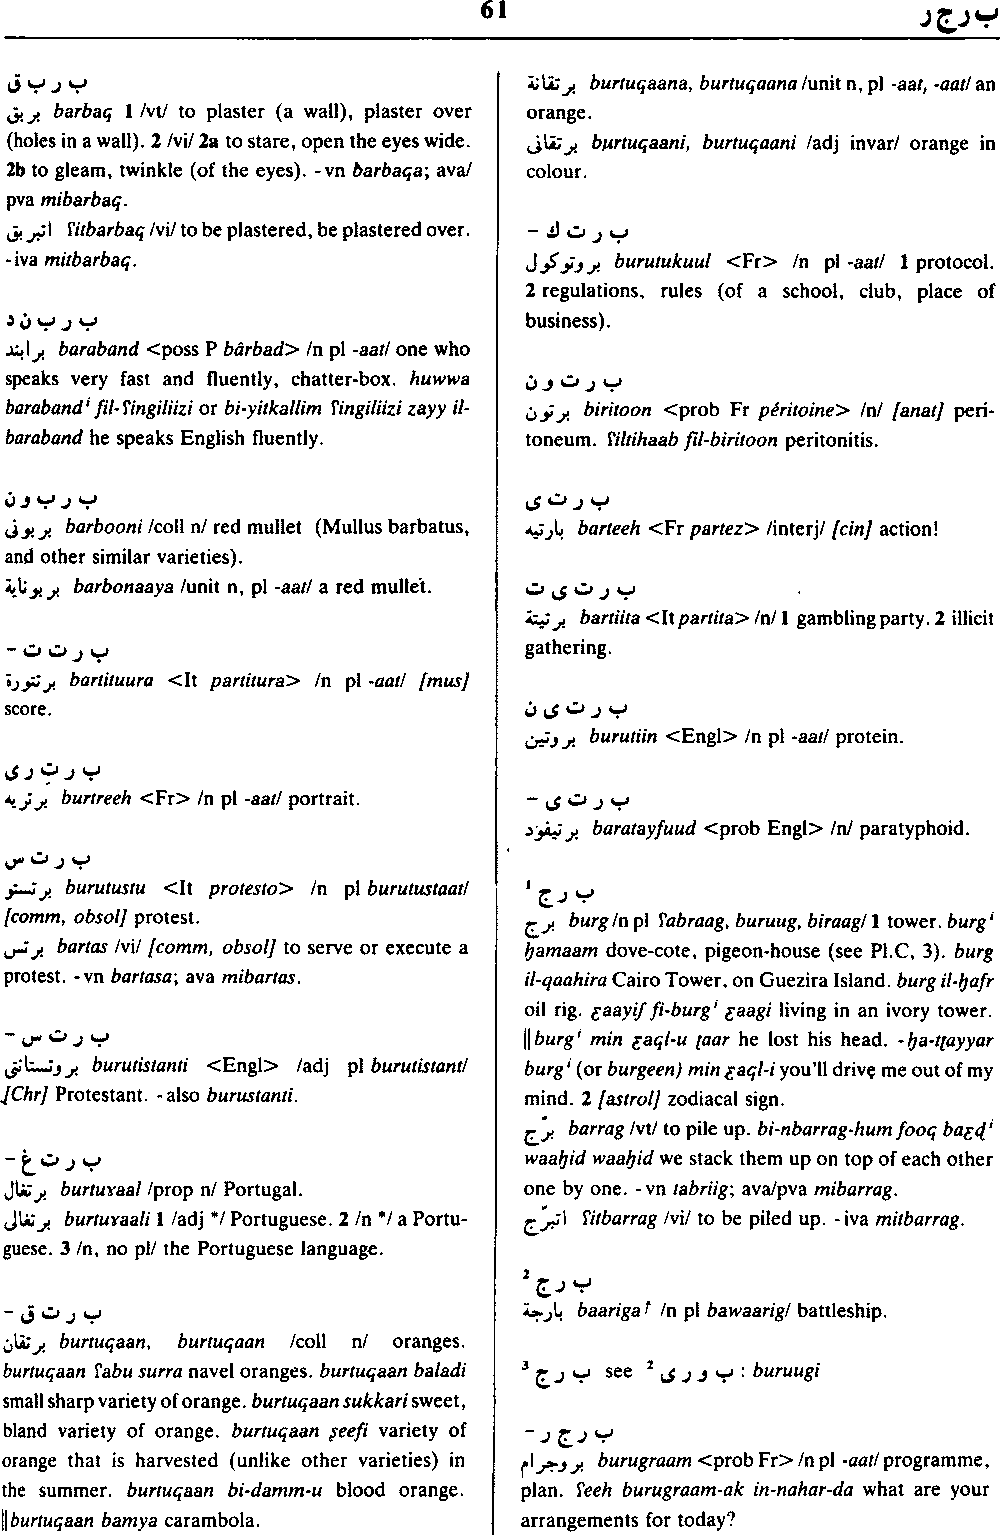 61
ب ر ج ر
ب ر ب ق
بربق barbaq 1 /vt/ to plaster (a wall), plaster over
(holes in a wall). 2 /vi/ 2a to stare, open the eyes wide.
2b to gleam, twinkle (of the eyes). -vn barbaqa; ava/
pva mibarbaq.
اتبربق ʕitbarbaq /vi/ to be plastered, be plastered over.
-iva mitbarbaq.
ب ر ب ن د
برابند baraband <poss P bârbad> /n pl -aat/ one who
speaks very fast and fluently, chatter-box. huwwa
barabandⁱ fil-ʕingiliizi or bi-yitkallim ʕingiliizi zayy il-
baraband he speaks English fluently.
ب ر ب و ن
بربونى barbooni /coll n/ red mullet (Mullus barbatus,
and other similar varieties).
بربوناية barbonaaya /unit n, pl -aat/ a red mullet.
ب ر ت ت -
برتتورة bartituura <It partitura> /n pl -aat/ [mus]
score.
ب ر ت ر ى
برتريه burtreeh <Fr> /n pl -aat/ portrait.
ب ر ت س
برتستو burutustu <It protesto> /n pl burutustaat/
[comm, obsol] protest.
برتس bartas /vi/ [comm, obsol] to serve or execute a
protest. -vn bartasa; ava mibartas.
ب ر ت س -
بروتستانتى burutistanti <Engl> /adj pl burutistant/
[Chr] Protestant. -also burustanti.
ب ر ت غ -
برتغال burtuɣaal /prop n/ Portugal.
برتغالى burtuɣaali 1 /adj */ Portuguese. 2 /n */ a Portu-
guese. 3 /n, no pl/ the Portuguese language.
ب ر ت ق -
برتقان burtuqaan, burtuqaan /coll n/ oranges.
burtuqaan ʕabu surra navel oranges. burtuqaan baladi
small sharp variety of orange. burtuqaan sukkari sweet,
bland variety of orange. burtuqaan ṣeefi variety of
orange that is harvested (unlike other varieties) in
the summer. burtuqaan bi-damm-u blood orange.
‖burtuqaan bamya carambola.
برتقانة burtuqaana, burtuqaana /unit n, pl -aat, -aat/ an
orange.
برتقانى burtuqaani, burtuqaani /adj invar/ orange in
colour.
ب ر ت ك -
بروتوكول burutukuul <Fr> /n pl -aat/ 1 protocol.
2 regulations, rules (of a school, club, place of
business).
ب ر ت و ن
برتون biritoon <prob Fr péritoine> /n/ [anat] peri-
toneum. ʕiltihaab fil-biritoon peritonitis.
ب ر ت ى
بارتيه barteeh <Fr partez> /interj/ [cin] action!
ب ر ت ى ت
برتيتة bartiita <It partita> /n/ 1 gambling party. 2 illicit
gathering.
ب ر ت ى ن
بروتين burutiin <Engl> /n pl -aat/ protein.
ب ر ت ى -
برتيفود baratayfuud <prob Engl> /n/ paratyphoid.
ب ر ج ¹
برج burg /n pl ʕabraag, buruug, biraag/ 1 tower. burgⁱ
ḥamaam dove-cote, pigeon-house (see Pl.C, 3). burg
il-qaahira Cairo Tower, on Guezira Island. burg il-ḥafr
oil rig. ƹaayiʃ fi-burgⁱ ƹaagi living in an ivory tower.
‖burgⁱ min ƹaql-u ṭaar he lost his head. -ḥa-tṭayyar
burgⁱ (or burgeen) min ƹaql-i you'll drive me out of my
mind. 2 [astrol] zodiacal sign.
برّج barrag /vt/ to pile up. bi-nbarrag-hum fooq baƹḍⁱ
waaḥid waaḥid we stack them up on top of each other
one by one. -vn tabriig; ava/pva mibarrag.
اتبرّج ʕitbarrag /vi/ to be piled up. -iva mitbarrag.
ب ر ج ²
بارجة baariga↑ /n pl bawaarig/ battleship.
ب ر ج ³ see ب و ر ى ² : buruugi
ب ر ج ر -
بروجرام burugraam <prob Fr> /n pl -aat/ programme,
plan. ʕeeh burugraam-ak in-nahar-da what are your
arrangements for today?